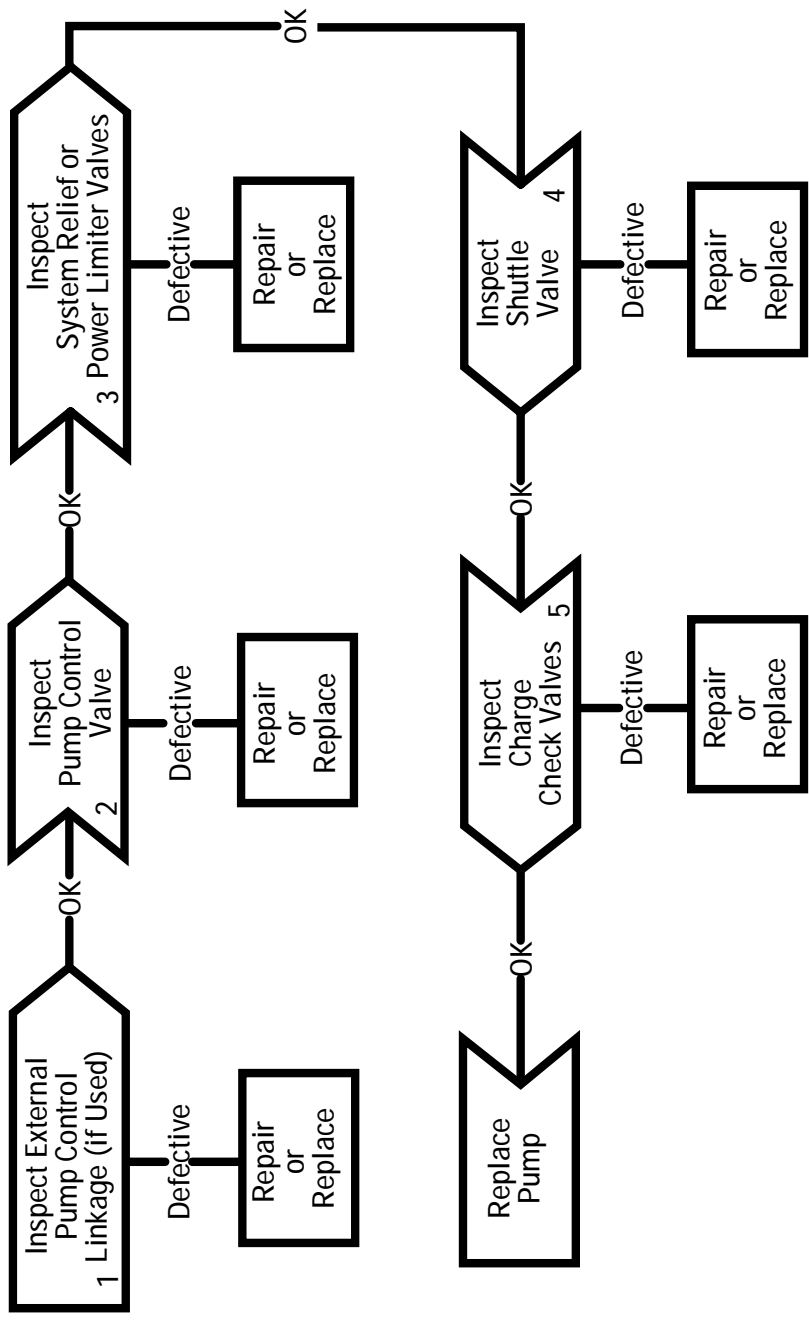 Inspect External
Pump Control
Linkage (if Used)
1
Defective
Repair
or
Replace
OK
Inspect
Pump Control
Valve
2
Defective
Repair
or
Replace
OK
Inspect
System Relief or
Power Limiter Valves
3
Defective
Repair
or
Replace
OK
Inspect
Shuttle
Valve
4
Defective
Repair
or
Replace
OK
Inspect
Charge
Check Valves
5
Defective
Repair
or
Replace
OK
Replace
Pump